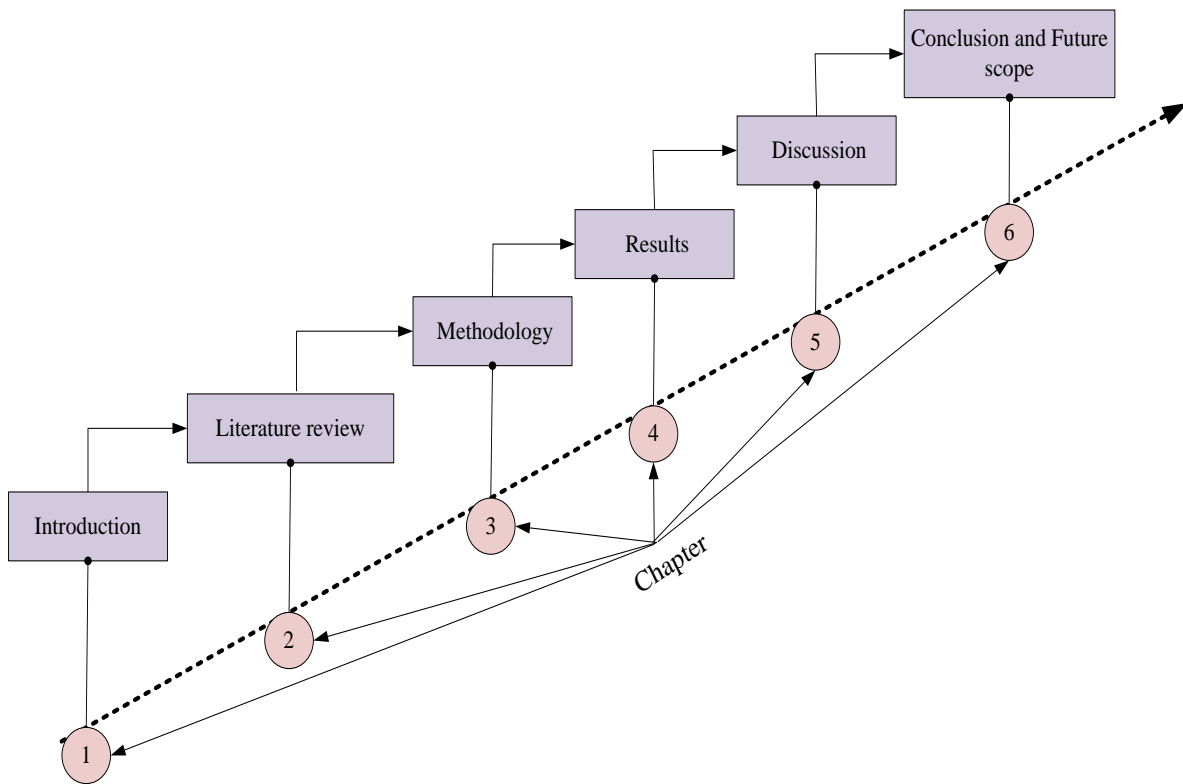 Conclusion and Future
scope
Discussion
Results
6
Methodology
5
Literature review
4
Introduction
3
Chapter
2
1